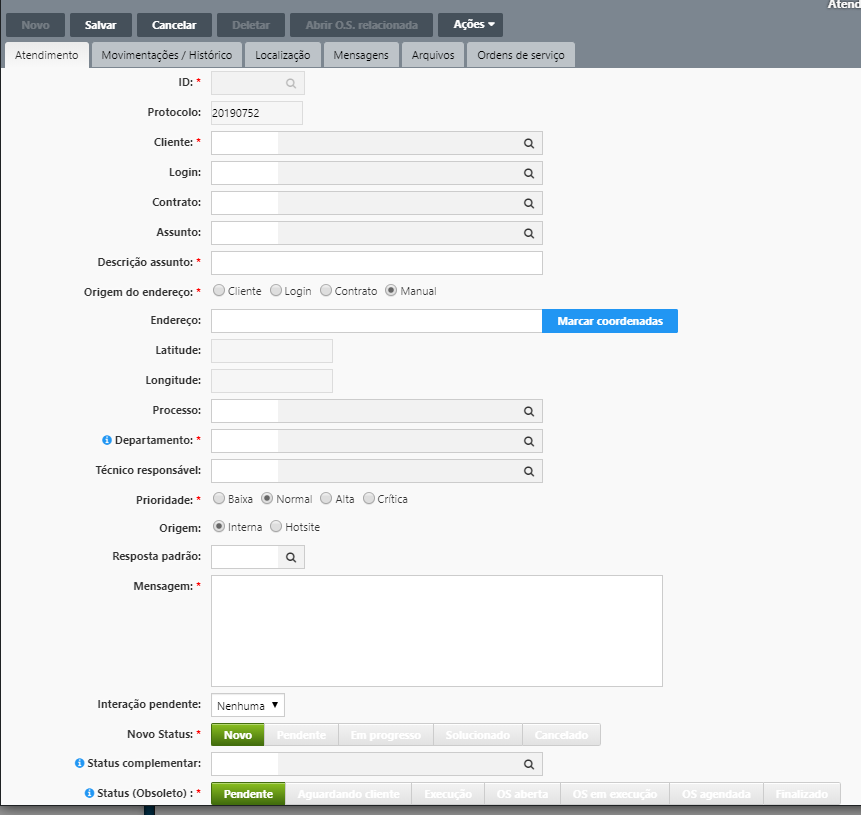 Atend
Novo Salvar Cancelar Deletar Abrir O.S. relacionada Ações
Atendimento Movimentações / Histórico Localização Mensagens Arquivos Ordens de serviço
ID: *
Protocolo: 20190752
Cliente: *
Login:
Contrato:
Assunto:
Descrição assunto: *
Origem do endereço: * Cliente Login Contrato Manual
Endereço: Marcar coordenadas
Latitude:
Longitude:
Processo:
Departamento: *
Técnico responsável:
Prioridade: * Baixa Normal Alta Crítica
Origem: Interna Hotsite
Resposta padrão:
Mensagem: *
Interação pendente: Nenhuma
Novo Status: * Novo Pendente Em progresso Solucionado Cancelado
Status complementar:
Status (Obsoleto) : * Pendente Aguardando cliente Execução OS aberta OS em execução OS agendada Finalizado